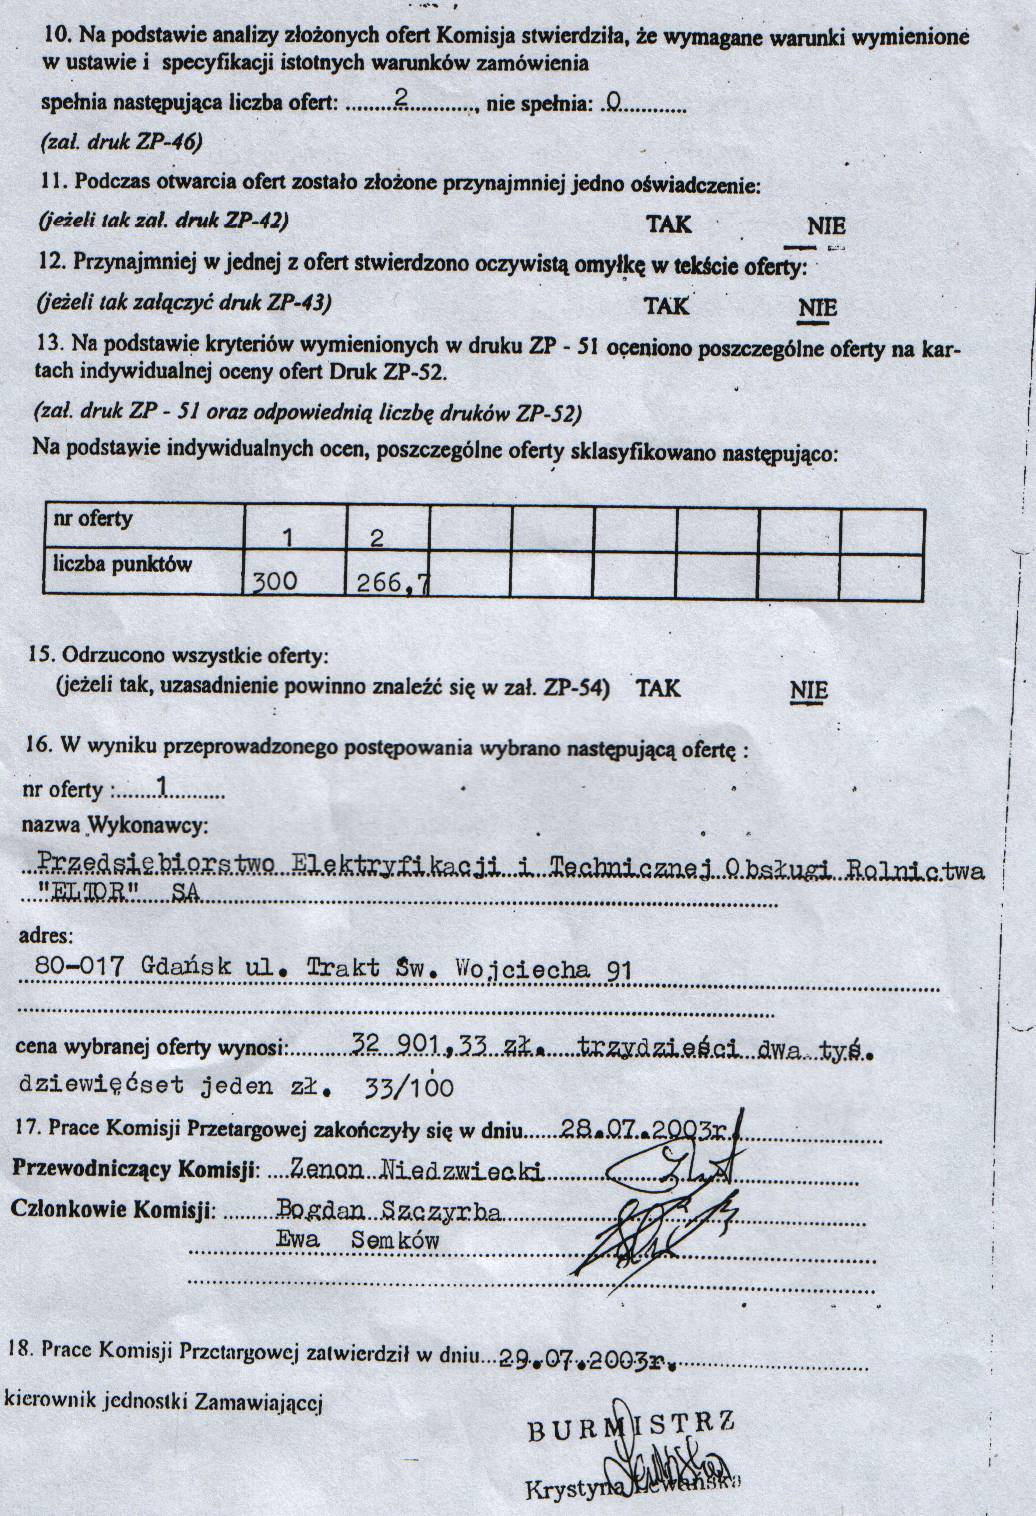 10. Na podstawie analizy złożonych ofert Komisja stwierdziła, że wymagane warunki wymienione
w ustawie i specyfikacji istotnych warunków zamówienia
spełnia następująca liczba ofert: ........2............, nie spełnia: .0............
(zał. druk ZP-46)
11. Podczas otwarcia ofert zostało złożone przynajmniej jedno oświadczenie:
(jeżeli tak zał. druk ZP-42) TAK NIE
12. Przynajmniej w jednej z ofert stwierdzono oczywistą omyłkę w tekście oferty:
(jeżeli tak załączyć druk ZP-43) TAK NIE
13. Na podstawie kryteriów wymienionych w druku ZP - 51 oceniono poszczególne oferty na kar-
tach indywidualnej oceny ofert Druk ZP-52.
(zał. druk ZP - 51 oraz odpowiednią liczbę druków ZP-52)
Na podstawie indywidualnych ocen, poszczególne oferty sklasyfikowano następująco:
nr oferty 1 2
liczba punktów 300 266,7
15. Odrzucono wszystkie oferty:
(jeżeli tak, uzasadnienie powinno znaleźć się w zał. ZP-54) TAK NIE
16. W wyniku przeprowadzonego postępowania wybrano następującą ofertę :
nr oferty :.......1..........
nazwa Wykonawcy:
Przedsiębiorstwo Elektryfikacji i Technicznej Obsługi Rolnictwa
"ELTOR" SA
adres:
80-017 Gdańsk ul. Trakt Św. Wojciecha 91
cena wybranej oferty wynosi:..........32 901,33 zł. trzydzieści dwa tyś.
dziewięćset jeden zł. 33/100
17. Prace Komisji Przetargowej zakończyły się w dniu......28.07.2003r.
Przewodniczący Komisji: ....Zenon Niedzwiecki
Członkowie Komisji: .........Bogdan Szczyrba
Ewa Semków
18. Prace Komisji Przetargowej zatwierdził w dniu...29.07.2003r.
kierownik jednostki Zamawiającej
BURMISTRZ
Krystyna Lewańska